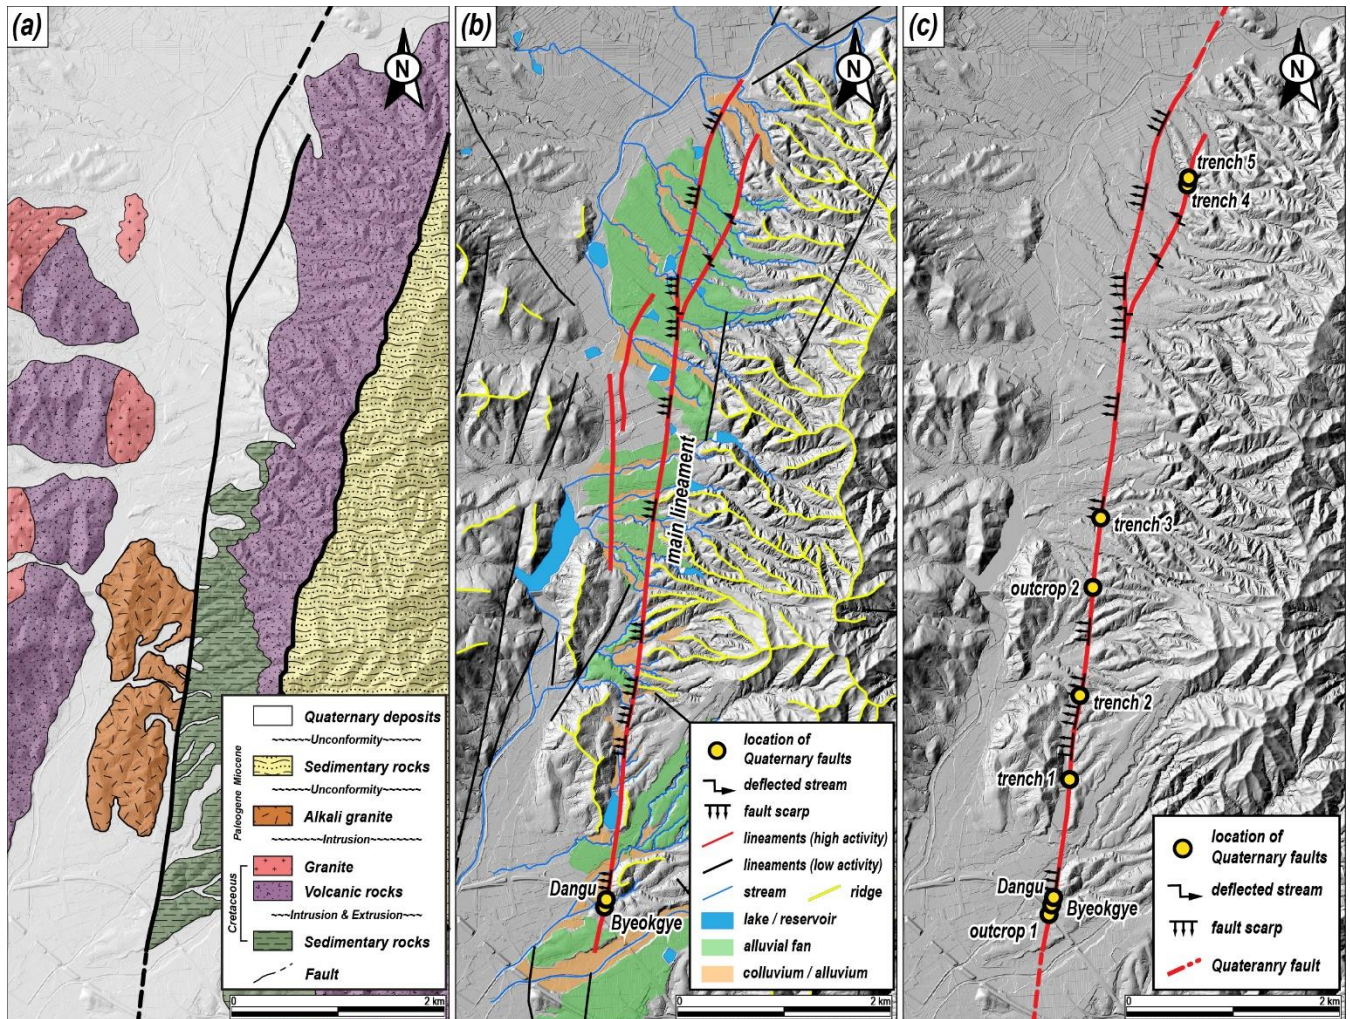 (a)
N
Quaternary deposits
Unconformity
Miocene
Sedimentary rocks
Unconformity
Paleogene
Alkali granite
Intrusion
Cretaceous
Granite
Volcanic rocks
Intrusion & Extrusion
Sedimentary rocks
Fault
0 2 km
(b)
N
main lineament
Dangu
Byeokgye
location of
Quaternary faults
deflected stream
fault scarp
lineaments (high activity)
lineaments (low activity)
stream ridge
lake / reservoir
alluvial fan
colluvium / alluvium
0 2 km
(c)
N
trench 5
trench 4
trench 3
outcrop 2
trench 2
trench 1
Dangu
Byeokgye
outcrop 1
location of
Quaternary faults
deflected stream
fault scarp
Quateranry fault
0 2 km